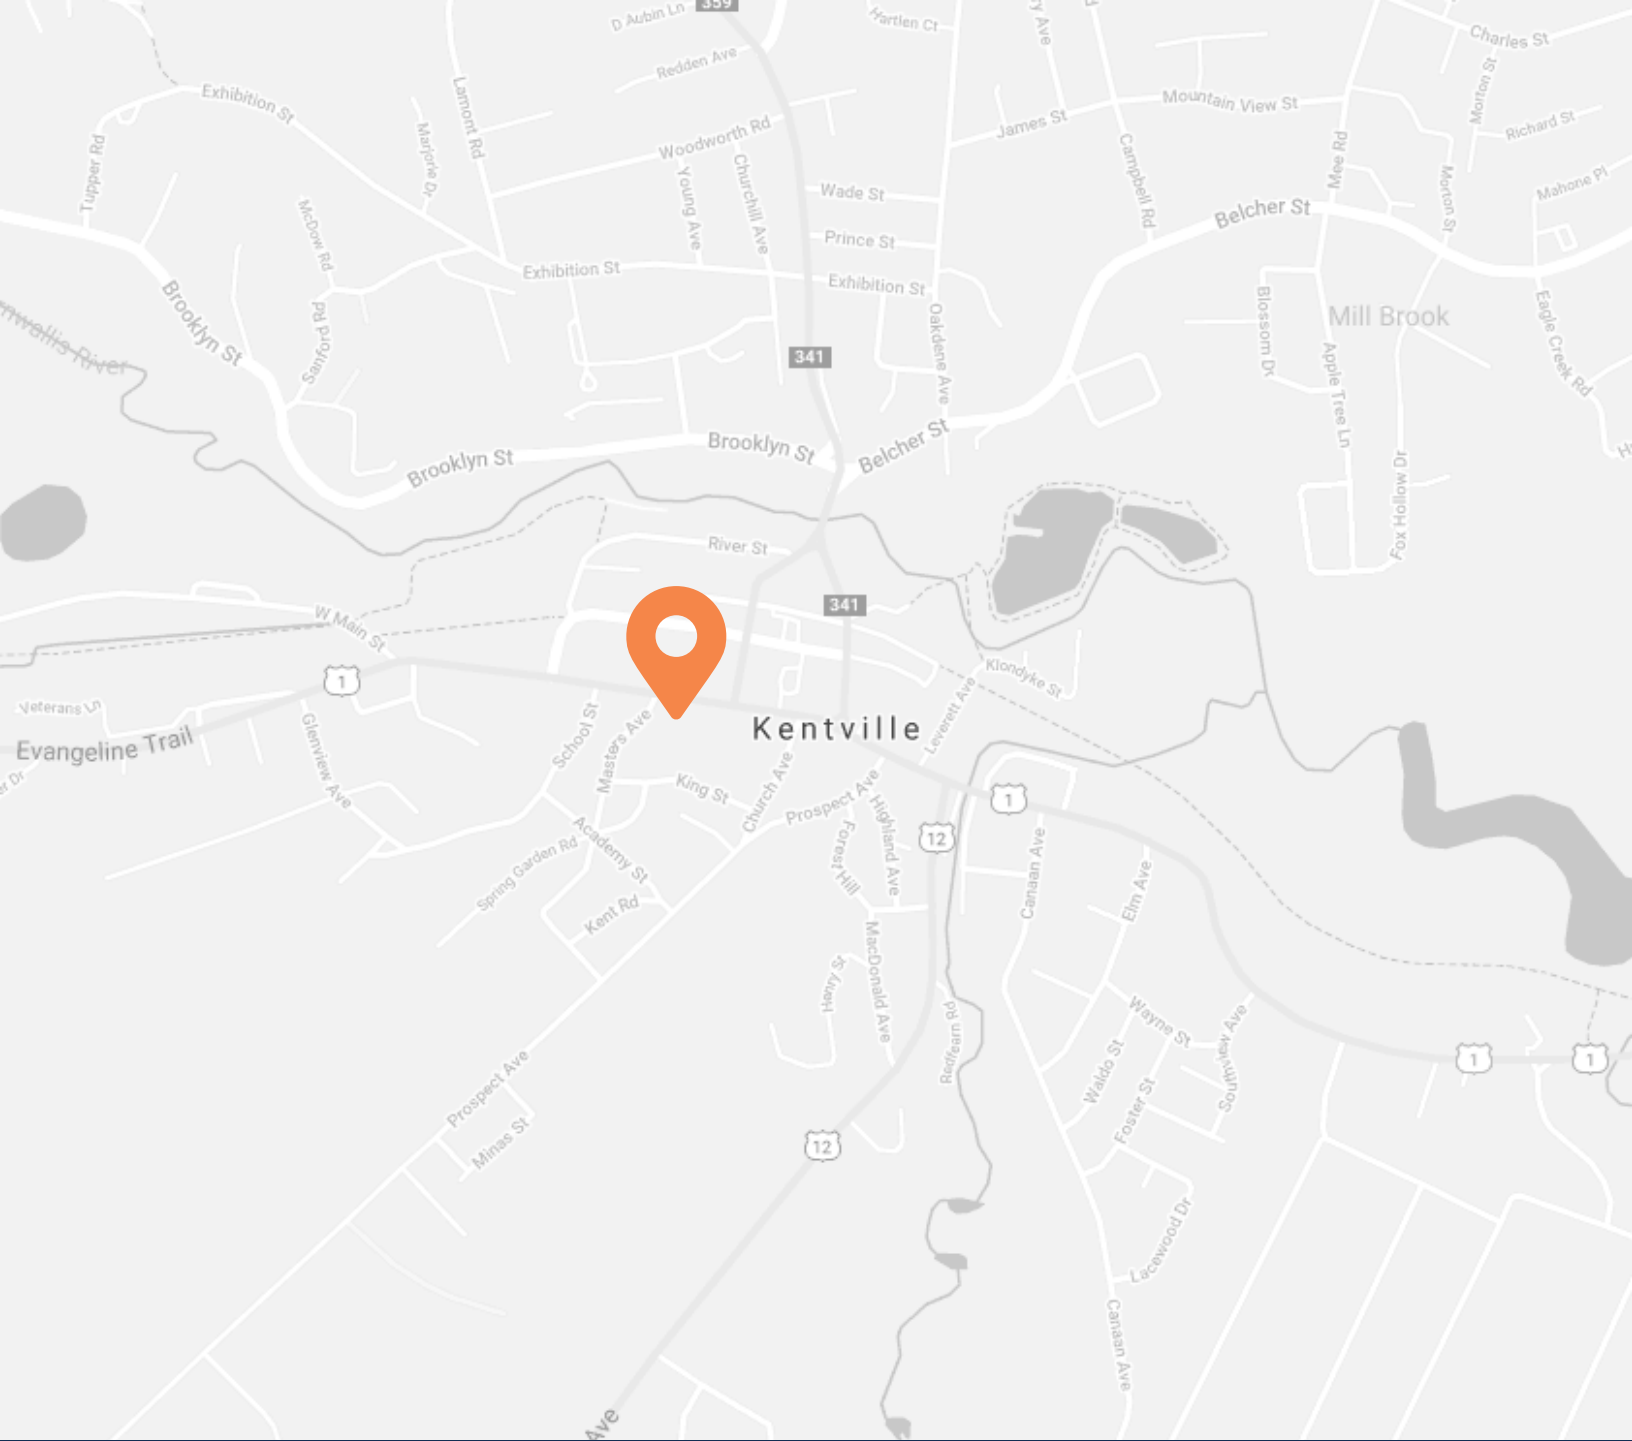 359
D Aubin Ln
Hartlen Ct
Charles St
Redden Ave
Exhibition St
Lamont Rd
Mountain View St
Morton St
Richard St
James St
Woodworth Rd
Marjorie Dr
Tupper Rd
Campbell Rd
Mee Rd
Young Ave
Churchill Ave
Wade St
Mahone Pl
Morton St
Belcher St
McDow Rd
Prince St
Exhibition St
Exhibition St
Brooklyn St
Sanford Rd
Oakdene Ave
Blossom Dr
Mill Brook
Eagle Creek Rd
341
Apple Tree Ln
Brooklyn St
Belcher St
Brooklyn St
Fox Hollow Dr
River St
341
W Main St
1
Klondyke St
Veterans Ln
Evangeline Trail
Glenview Ave
School St
Masters Ave
Kentville
Leverett Ave
King St
Church Ave
Prospect Ave
1
12
Highland Ave
Forest Hill
Academy St
Spring Garden Rd
Canaan Ave
Elm Ave
Kent Rd
MacDonald Ave
Henry St
Redfearn Rd
Wayne St
Southview Ave
Waldo St
Foster St
1
1
Prospect Ave
Minas St
12
Lacewood Dr
Canaan Ave
Ave